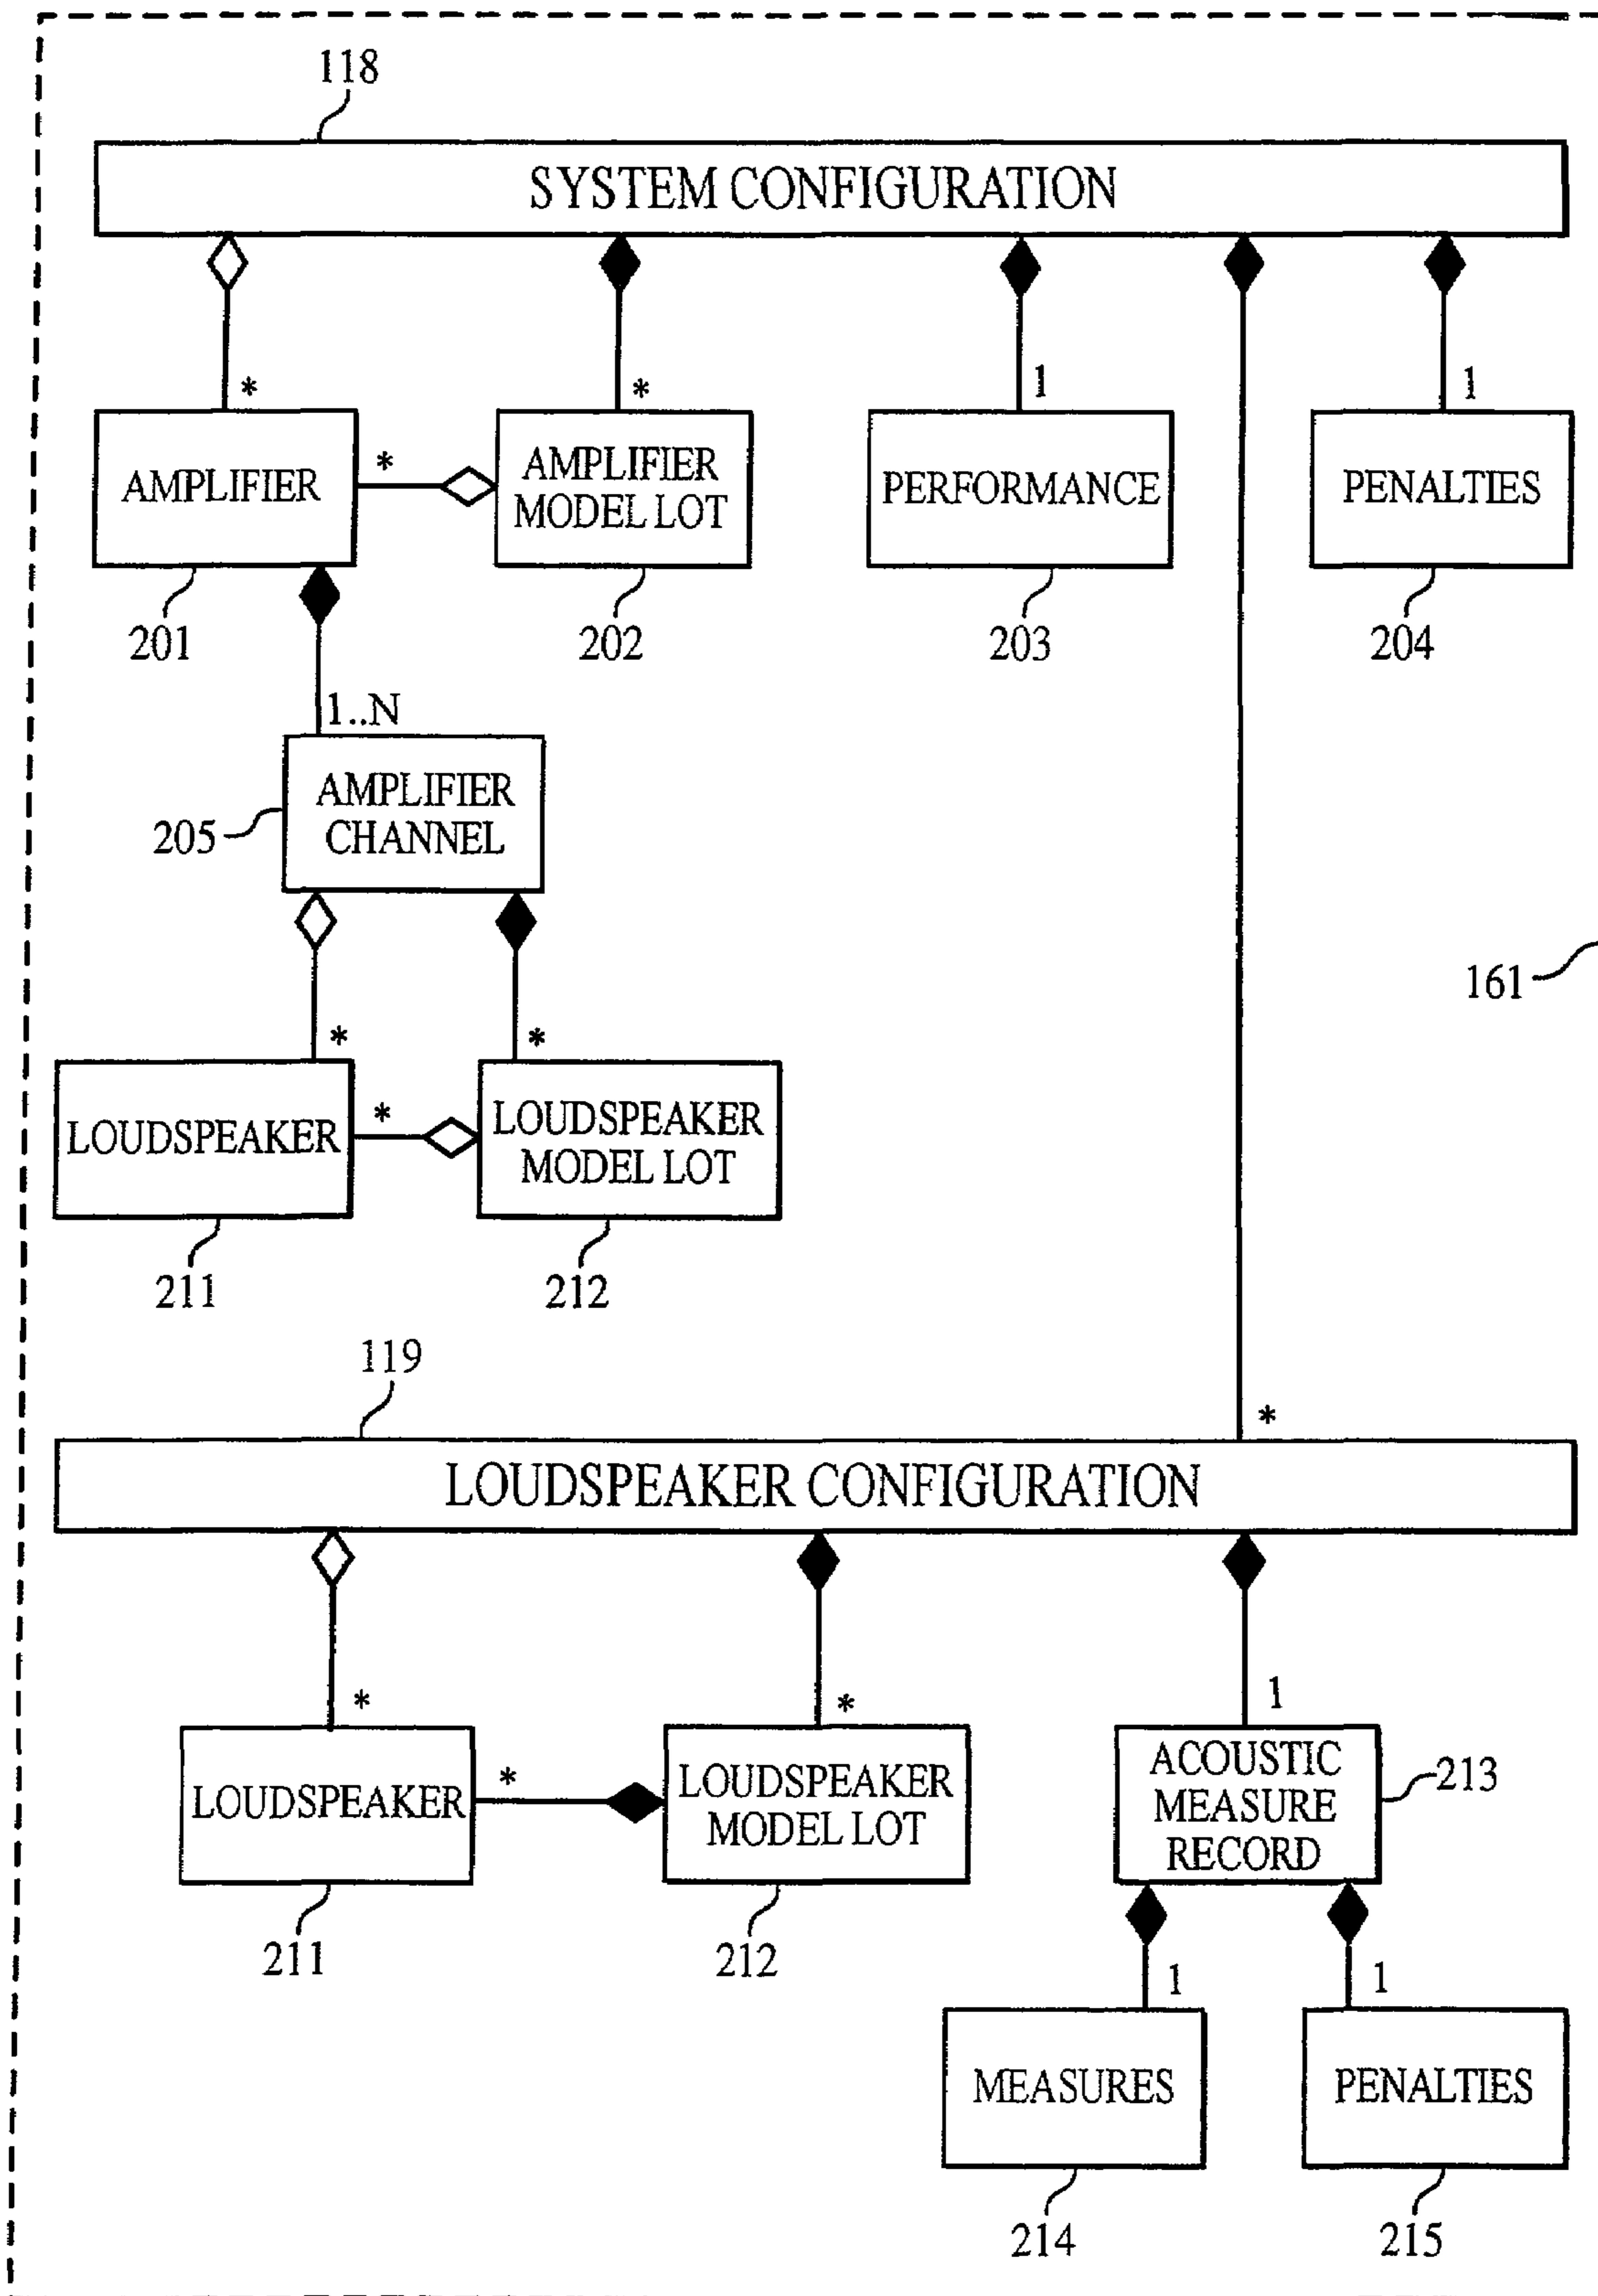 118
SYSTEM CONFIGURATION
* * 1 1
AMPLIFIER
*
AMPLIFIER
MODEL LOT
PERFORMANCE
PENALTIES
201
202
203
204
1..N
AMPLIFIER
CHANNEL
205
161
* *
LOUDSPEAKER
*
LOUDSPEAKER
MODEL LOT
211
212
119
*
LOUDSPEAKER CONFIGURATION
* * 1
LOUDSPEAKER
*
LOUDSPEAKER
MODEL LOT
ACOUSTIC
MEASURE
RECORD
213
211
212
1 1
MEASURES
PENALTIES
214
215